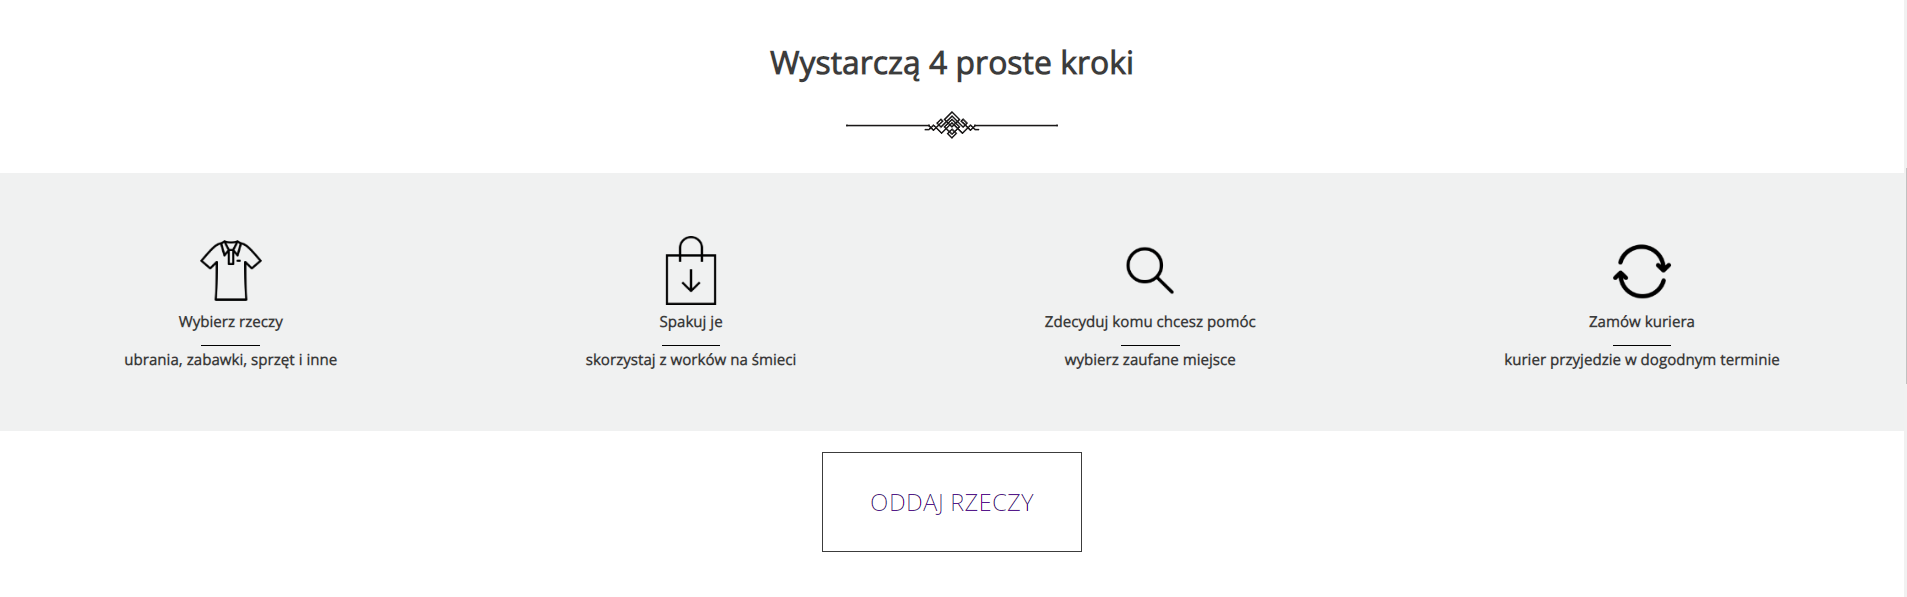 Wystarczą 4 proste kroki
Wybierz rzeczy
ubrania, zabawki, sprzęt i inne
Spakuj je
skorzystaj z worków na śmieci
Zdecyduj komu chcesz pomóc
wybierz zaufane miejsce
Zamów kuriera
kurier przyjedzie w dogodnym terminie
ODDAJ RZECZY